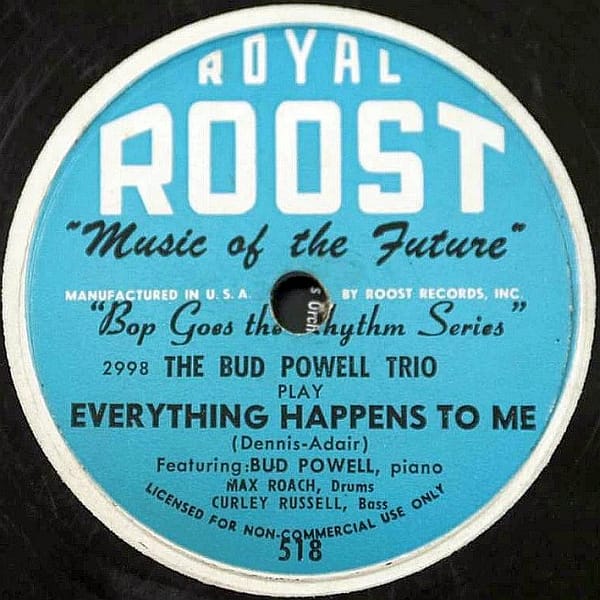 ROYAL
ROOST
"Music of the Future"
MANUFACTURED IN U. S. A. BY ROOST RECORDS, INC.
"Bop Goes the Rhythm Series"
2998 THE BUD POWELL TRIO
PLAY
EVERYTHING HAPPENS TO ME
(Dennis-Adair)
Featuring: BUD POWELL, piano
MAX ROACH, Drums
CURLEY RUSSELL, Bass
LICENSED FOR NON-COMMERCIAL USE ONLY
518